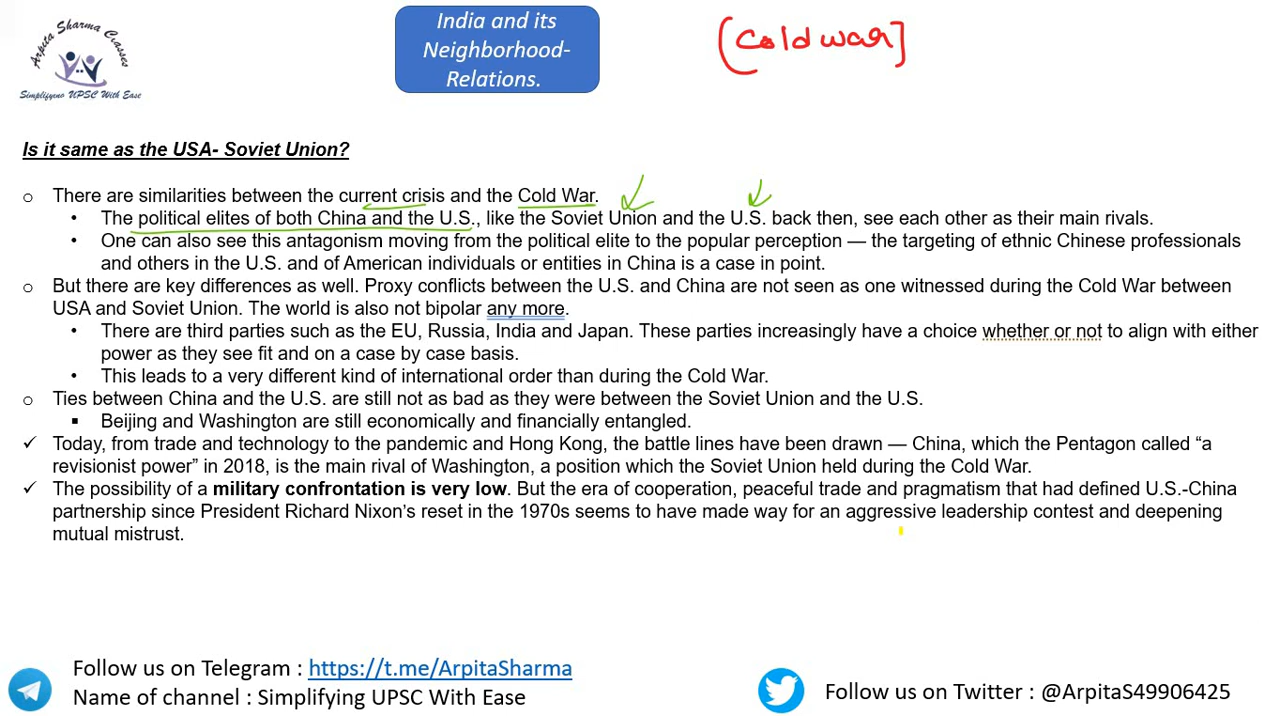 Arpita Sharma Classes
Simplifyeno UPSC With Ease
India and its
Neighborhood-
Relations.
[Cold war]
Is it same as the USA- Soviet Union?
o There are similarities between the current crisis and the Cold War.
• The political elites of both China and the U.S., like the Soviet Union and the U.S. back then, see each other as their main rivals.
• One can also see this antagonism moving from the political elite to the popular perception — the targeting of ethnic Chinese professionals
and others in the U.S. and of American individuals or entities in China is a case in point.
o But there are key differences as well. Proxy conflicts between the U.S. and China are not seen as one witnessed during the Cold War between
USA and Soviet Union. The world is also not bipolar any more.
• There are third parties such as the EU, Russia, India and Japan. These parties increasingly have a choice whether or not to align with either
power as they see fit and on a case by case basis.
• This leads to a very different kind of international order than during the Cold War.
o Ties between China and the U.S. are still not as bad as they were between the Soviet Union and the U.S.
▪ Beijing and Washington are still economically and financially entangled.
✓ Today, from trade and technology to the pandemic and Hong Kong, the battle lines have been drawn — China, which the Pentagon called “a
revisionist power” in 2018, is the main rival of Washington, a position which the Soviet Union held during the Cold War.
✓ The possibility of a military confrontation is very low. But the era of cooperation, peaceful trade and pragmatism that had defined U.S.-China
partnership since President Richard Nixon’s reset in the 1970s seems to have made way for an aggressive leadership contest and deepening
mutual mistrust.
Follow us on Telegram : https://t.me/ArpitaSharma
Name of channel : Simplifying UPSC With Ease
Follow us on Twitter : @ArpitaS49906425